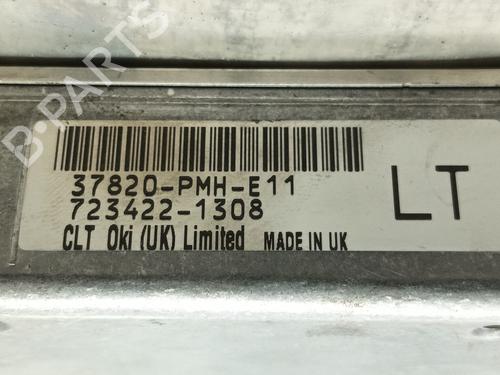 B-PARTS
37820-PMH-E11
723422-1308
CLT Oki (UK) Limited MADE IN UK
LT